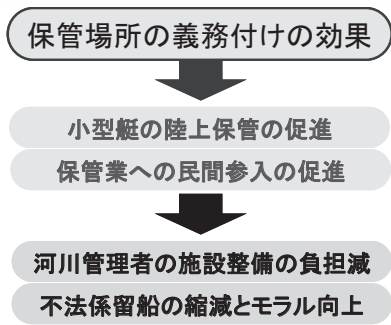 保管場所の義務付けの効果
小型艇の陸上保管の促進
保管業への民間参入の促進
河川管理者の施設整備の負担減
不法係留船の縮減とモラル向上